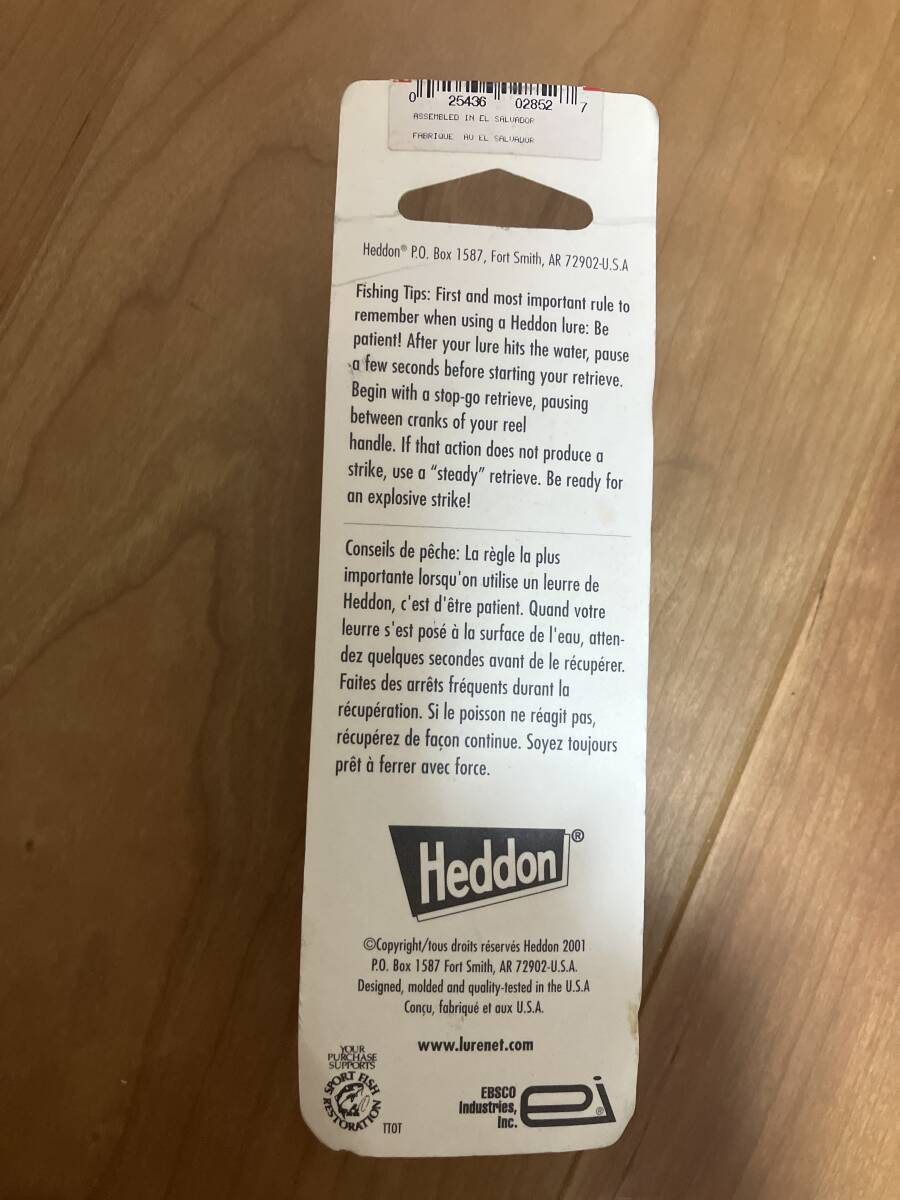 0 25436 02852 7
ASSEMBLED IN EL SALVADOR
FABRIQUE AU EL SALVADOR
Heddon® P.O. Box 1587, Fort Smith, AR 72902-U.S.A
Fishing Tips: First and most important rule to
remember when using a Heddon lure: Be
patient! After your lure hits the water, pause
a few seconds before starting your retrieve.
Begin with a stop-go retrieve, pausing
between cranks of your reel
handle. If that action does not produce a
strike, use a “steady” retrieve. Be ready for
an explosive strike!
Conseils de pêche: La règle la plus
importante lorsqu'on utilise un leurre de
Heddon, c'est d'être patient. Quand votre
leurre s'est posé à la surface de l'eau, atten-
dez quelques secondes avant de le récupérer.
Faites des arrêts fréquents durant la
récupération. Si le poisson ne réagit pas,
récupérez de façon continue. Soyez toujours
prêt à ferrer avec force.
Heddon®
©Copyright/tous droits réservés Heddon 2001
P.O. Box 1587 Fort Smith, AR 72902-U.S.A.
Designed, molded and quality-tested in the U.S.A
Conçu, fabriqué et aux U.S.A.
www.lurenet.com
YOUR
PURCHASE
SUPPORTS
SPORT FISH
RESTORATION
TTOT
EBSCO
Industries,
Inc.
ei®